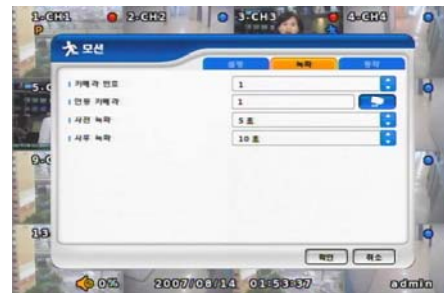 1-CH1 2-CH2 3-CH3 4-CH4
P
모션
설정 녹화 동작
카메라 번호 1
연동 카메라 1
사전 녹화 5 초
사후 녹화 10 초
확인 취소
0% 2007/08/14 01:53:37 admin